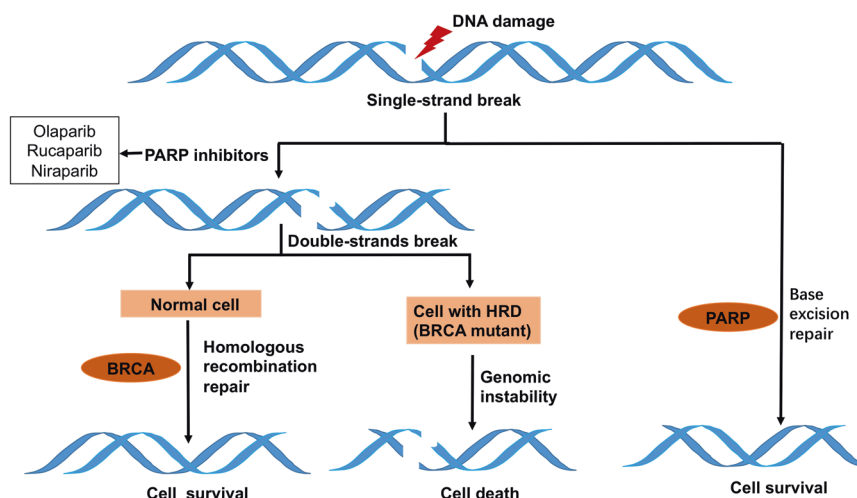 DNA damage
Single-strand break
Olaparib
Rucaparib
Niraparib
PARP inhibitors
Double-strands break
Normal cell
Cell with HRD
(BRCA mutant)
PARP
Base
excision
repair
BRCA
Homologous
recombination
repair
Genomic
instability
Cell survival
Cell death
Cell survival